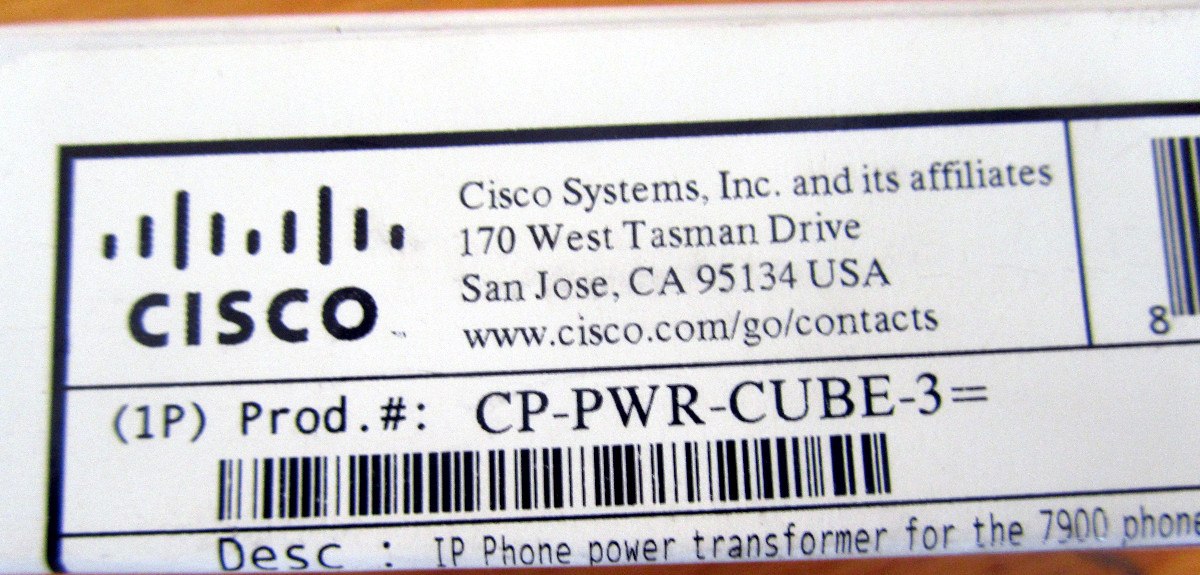 Cisco Systems, Inc. and its affiliates
170 West Tasman Drive
San Jose, CA 95134 USA
www.cisco.com/go/contacts
CISCO
8
(1P) Prod.#: CP-PWR-CUBE-3=
Desc : IP Phone power transformer for the 7900 phone